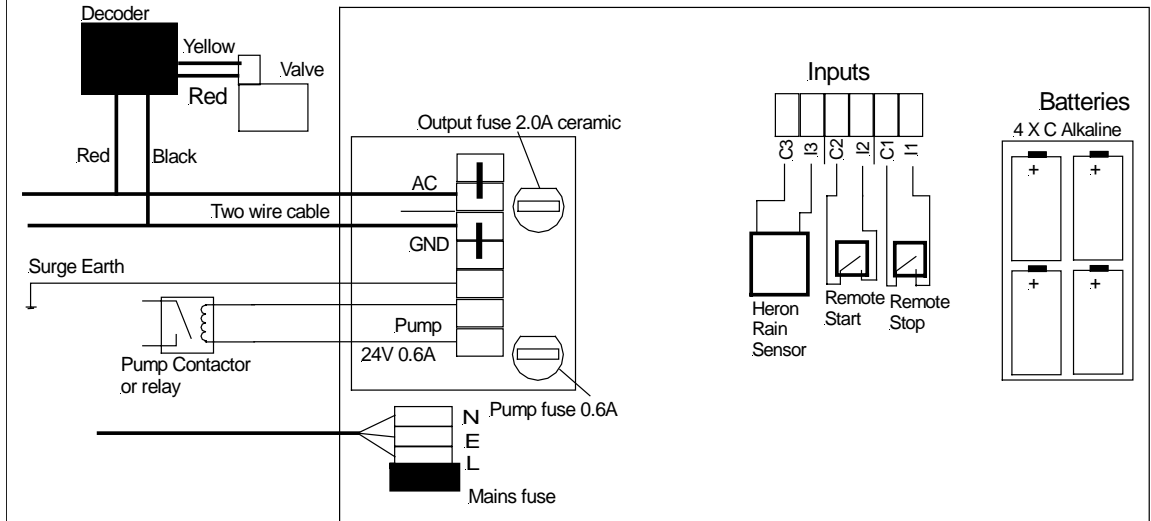 Decoder
Yellow
Valve
Red
Red
Black
Output fuse 2.0A ceramic
AC
Two wire cable
GND
Surge Earth
Pump
24V 0.6A
Pump Contactor
or relay
Pump fuse 0.6A
N
E
L
Mains fuse
Inputs
C3
I3
C2
I2
C1
I1
Heron
Rain
Sensor
Remote
Start
Remote
Stop
Batteries
4 X C Alkaline
+
+
+
+